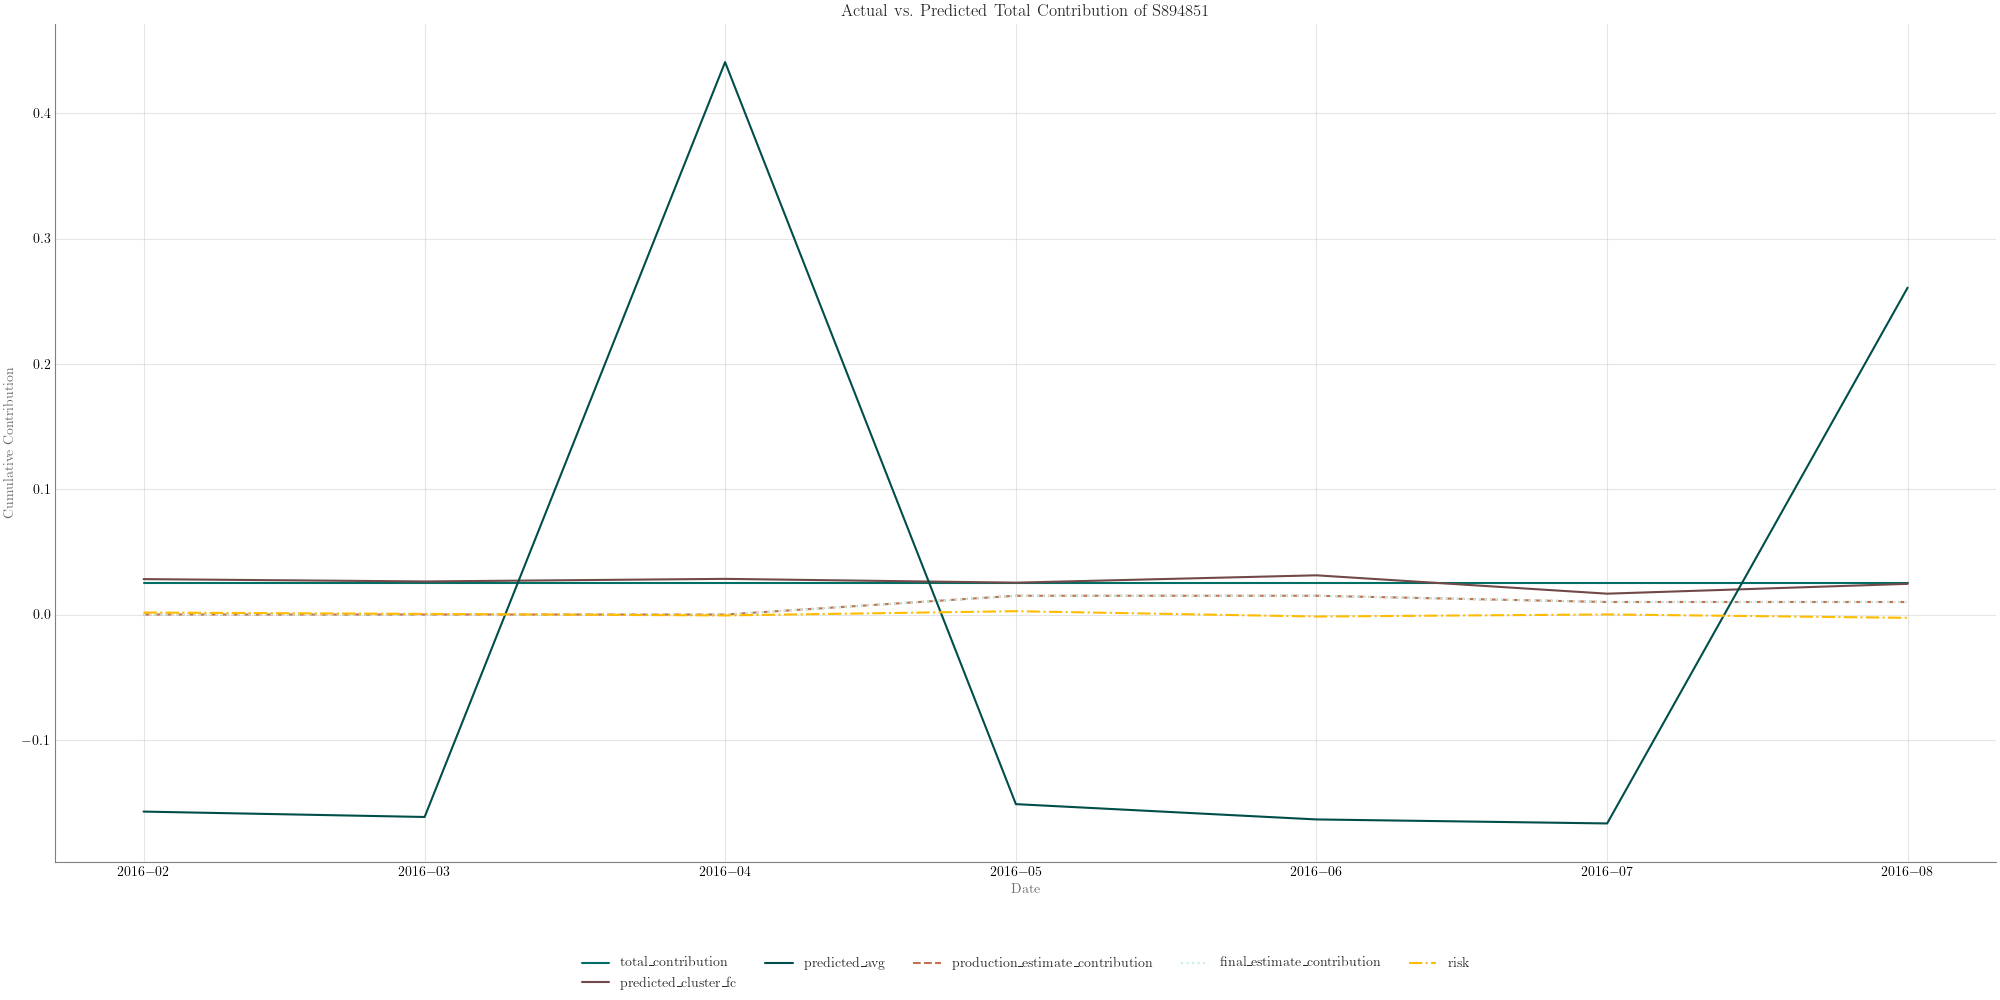 Actual vs. Predicted Total Contribution of S894851
Cumulative Contribution
0.4
0.3
0.2
0.1
0.0
−0.1
2016−02 2016−03 2016−04 2016−05 2016−06 2016−07 2016−08
Date
total_contribution predicted_avg production_estimate_contribution final_estimate_contribution risk
predicted_cluster_fc